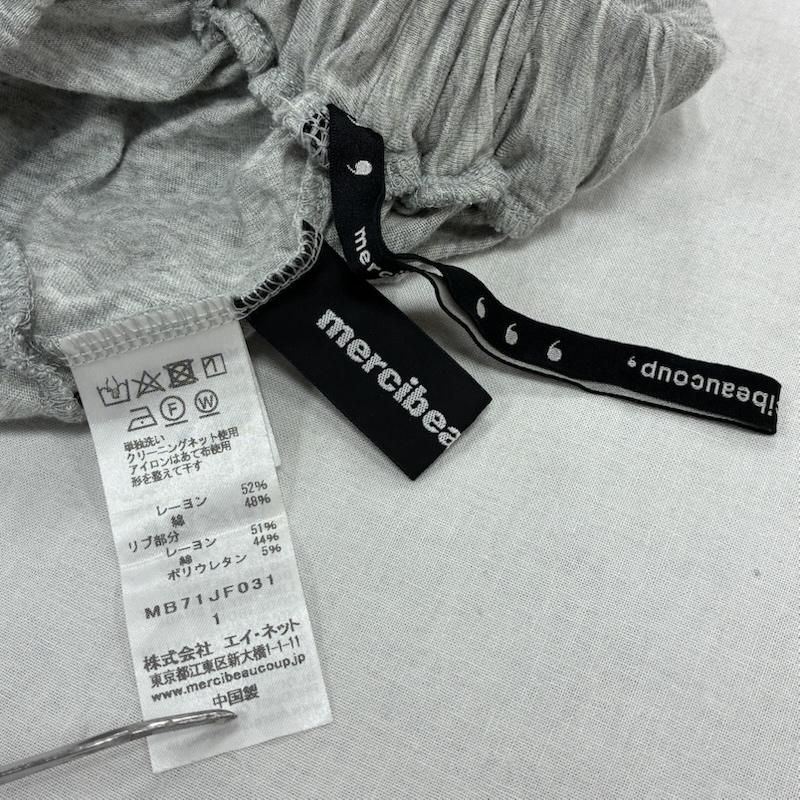 merc
mercibea
ibeaucoup,
単独洗い
クリーニングネット使用
アイロンはあて布使用
形を整えて干す
レーヨン 52%
綿 48%
リブ部分
レーヨン 51%
綿 44%
ポリウレタン 5%
MB71JF031
1
株式会社 エイ・ネット
東京都江東区新大橋1-1-11
www.mercibeaucoup.jp
中国製
F
W
1